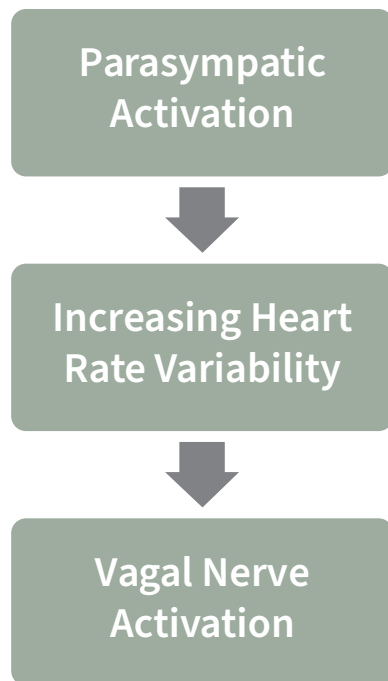 Parasympatic
Activation
Increasing Heart
Rate Variability
Vagal Nerve
Activation